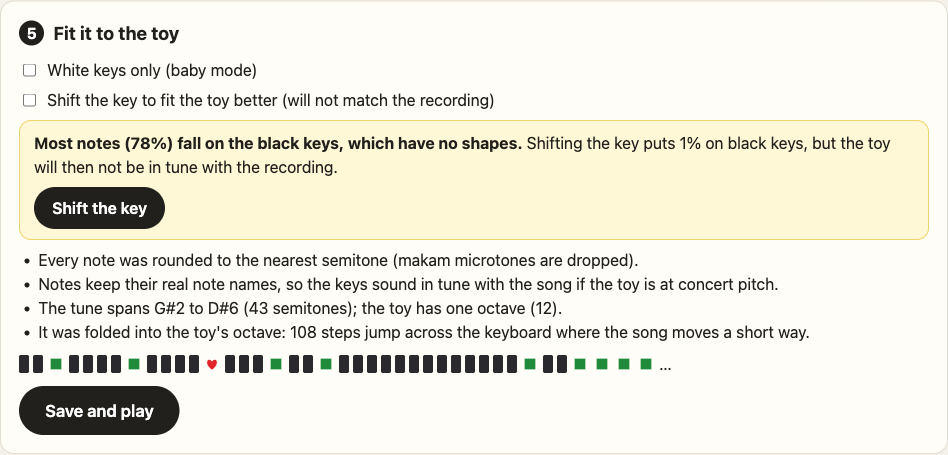 5 Fit it to the toy
White keys only (baby mode)
Shift the key to fit the toy better (will not match the recording)
Most notes (78%) fall on the black keys, which have no shapes. Shifting the key puts 1% on black keys, but the toy
will then not be in tune with the recording.
Shift the key
• Every note was rounded to the nearest semitone (makam microtones are dropped).
• Notes keep their real note names, so the keys sound in tune with the song if the toy is at concert pitch.
• The tune spans G#2 to D#6 (43 semitones); the toy has one octave (12).
• It was folded into the toy's octave: 108 steps jump across the keyboard where the song moves a short way.
...
Save and play